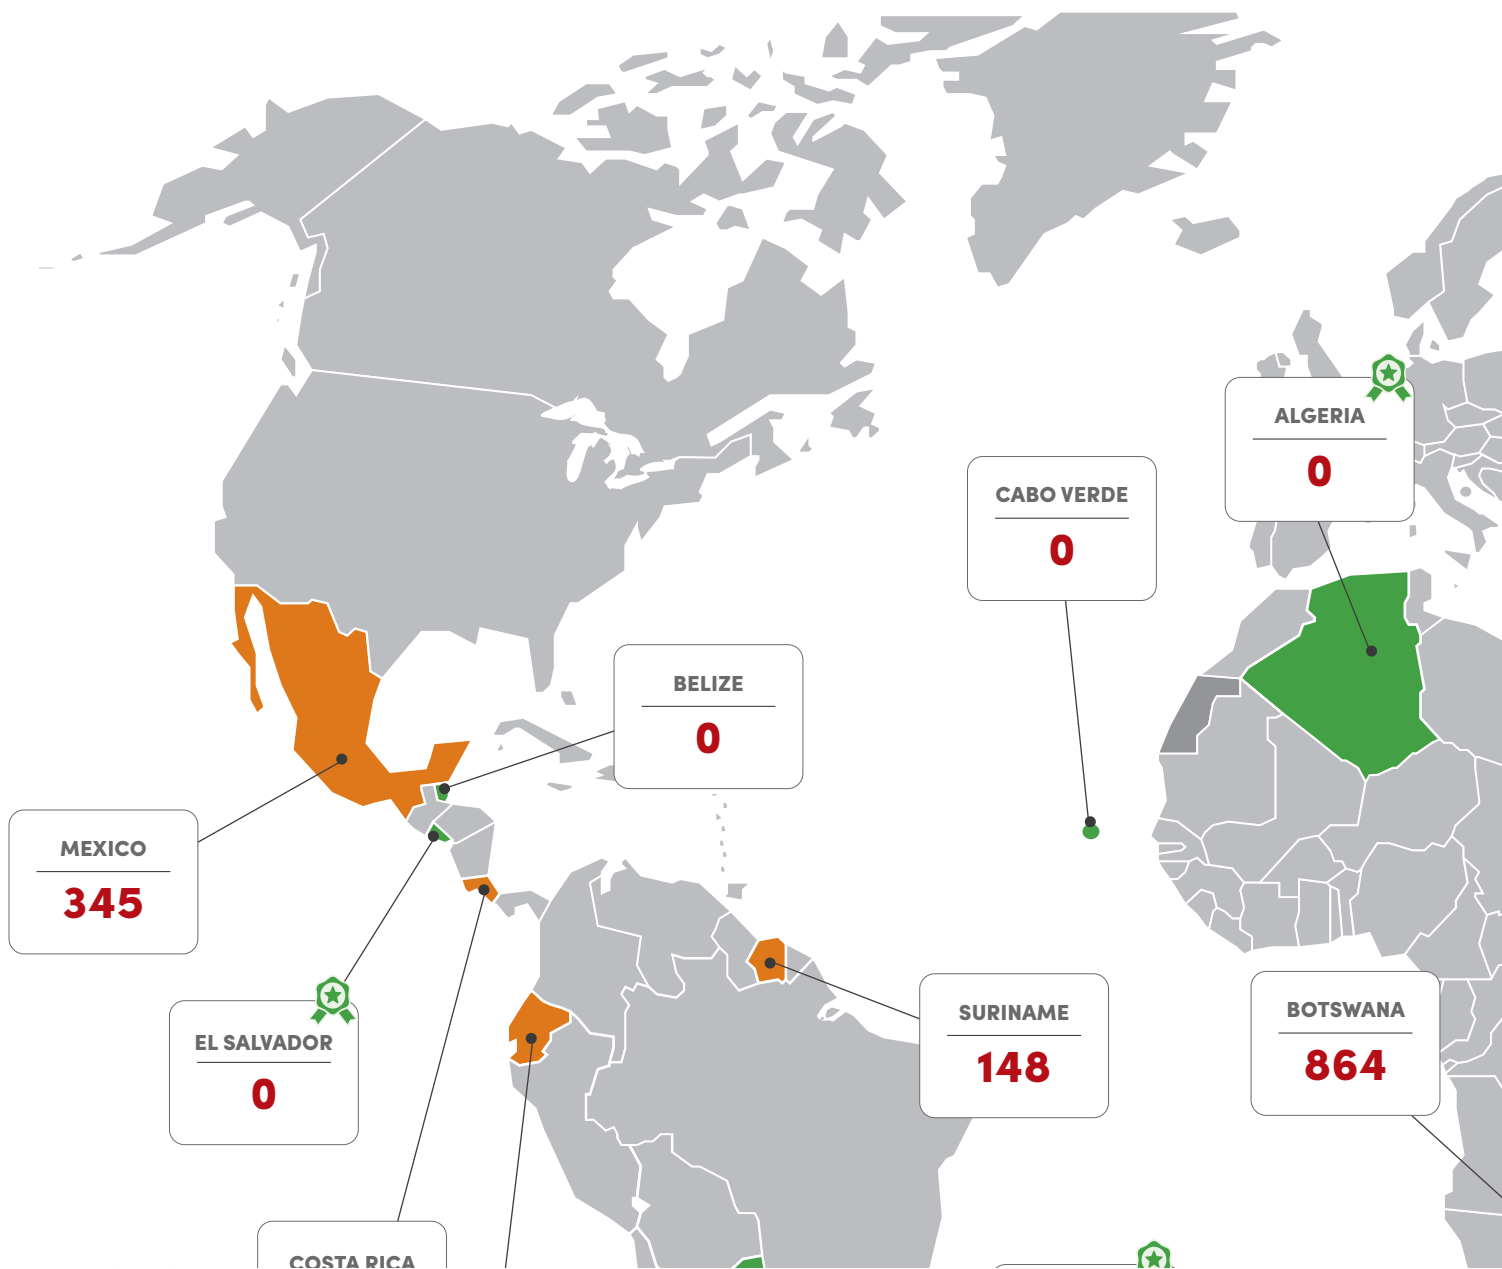 ALGERIA
0
CABO VERDE
0
BELIZE
0
MEXICO
345
SURINAME
148
BOTSWANA
864
EL SALVADOR
0
COSTA RICA